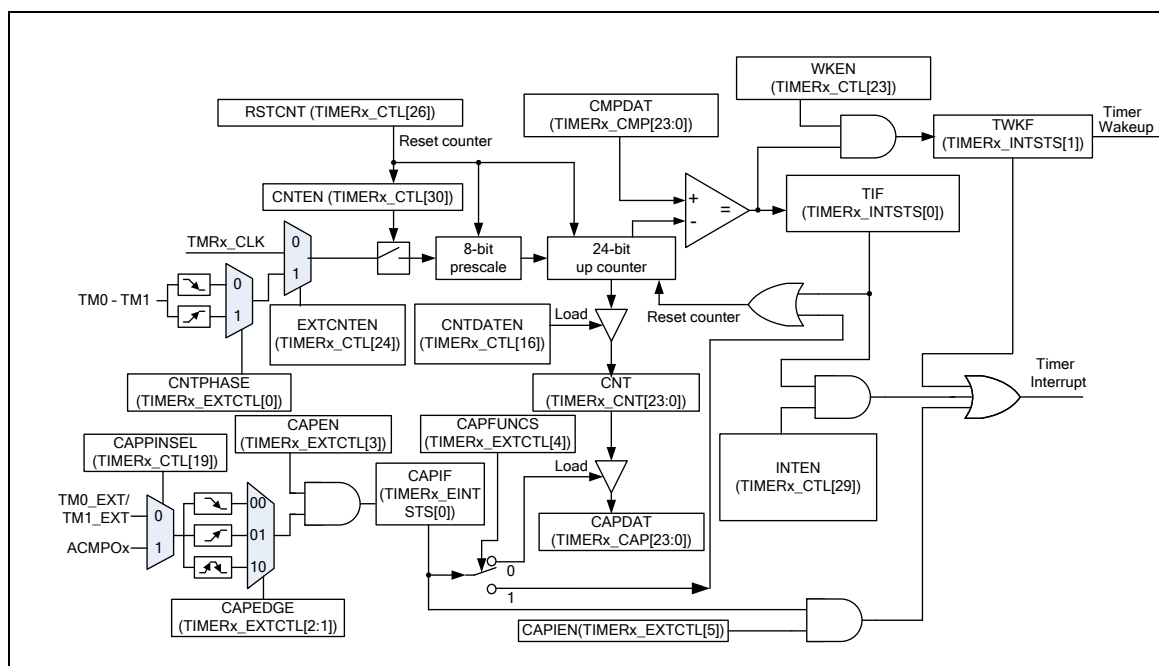 WKEN
(TIMERx_CTL[23])
RSTCNT (TIMERx_CTL[26])
CMPDAT
(TIMERx_CMP[23:0])
Timer
Wakeup
TWKF
(TIMERx_INTSTS[1])
Reset counter
CNTEN (TIMERx_CTL[30])
+
-
=
TIF
(TIMERx_INTSTS[0])
TMRx_CLK
0
1
8-bit
prescale
24-bit
up counter
TM0 - TM1
0
1
EXTCNTEN
(TIMERx_CTL[24])
CNTDATEN
(TIMERx_CTL[16])
Load
Reset counter
CNTPHASE
(TIMERx_EXTCTL[0])
CNT
(TIMERx_CNT[23:0])
Timer
Interrupt
CAPEN
(TIMERx_EXTCTL[3])
CAPFUNCS
(TIMERx_EXTCTL[4])
CAPPINSEL
(TIMERx_CTL[19])
CAPIF
(TIMERx_EINT
STS[0])
Load
INTEN
(TIMERx_CTL[29])
TM0_EXT/
TM1_EXT
ACMPOx
0
1
00
01
10
CAPDAT
(TIMERx_CAP[23:0])
0
1
CAPEDGE
(TIMERx_EXTCTL[2:1])
CAPIEN(TIMERx_EXTCTL[5])